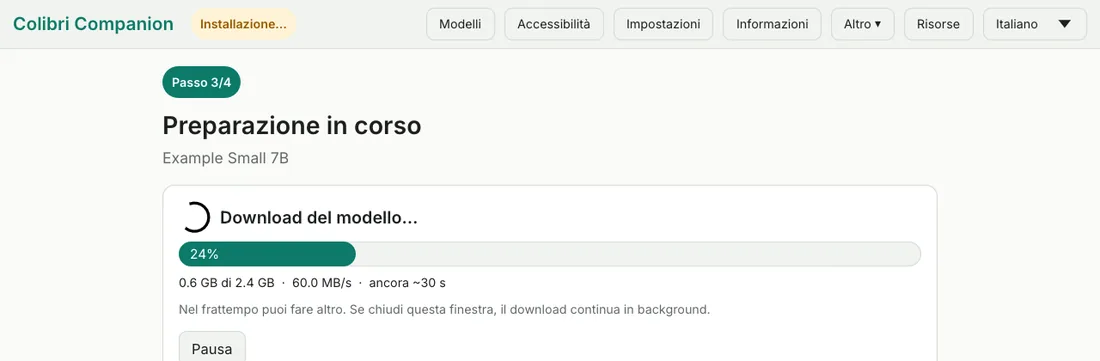 Colibri Companion Installazione... Modelli Accessibilità Impostazioni Informazioni Altro ▾ Risorse Italiano
Passo 3/4
Preparazione in corso
Example Small 7B
Download del modello...
24%
0.6 GB di 2.4 GB · 60.0 MB/s · ancora ~30 s
Nel frattempo puoi fare altro. Se chiudi questa finestra, il download continua in background.
Pausa